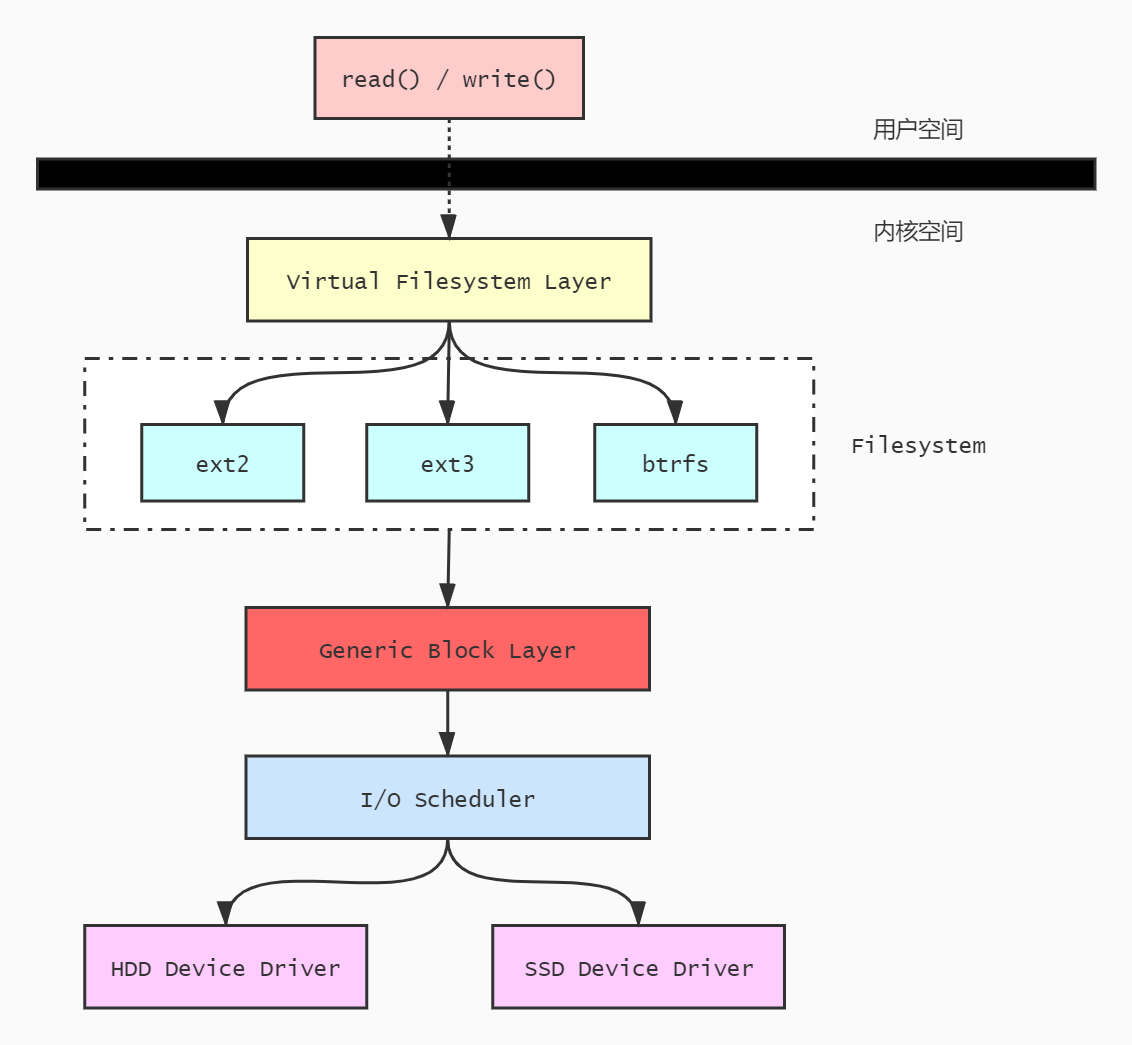 read() / write()
用户空间
内核空间
Virtual Filesystem Layer
ext2
ext3
btrfs
Filesystem
Generic Block Layer
I/O Scheduler
HDD Device Driver
SSD Device Driver